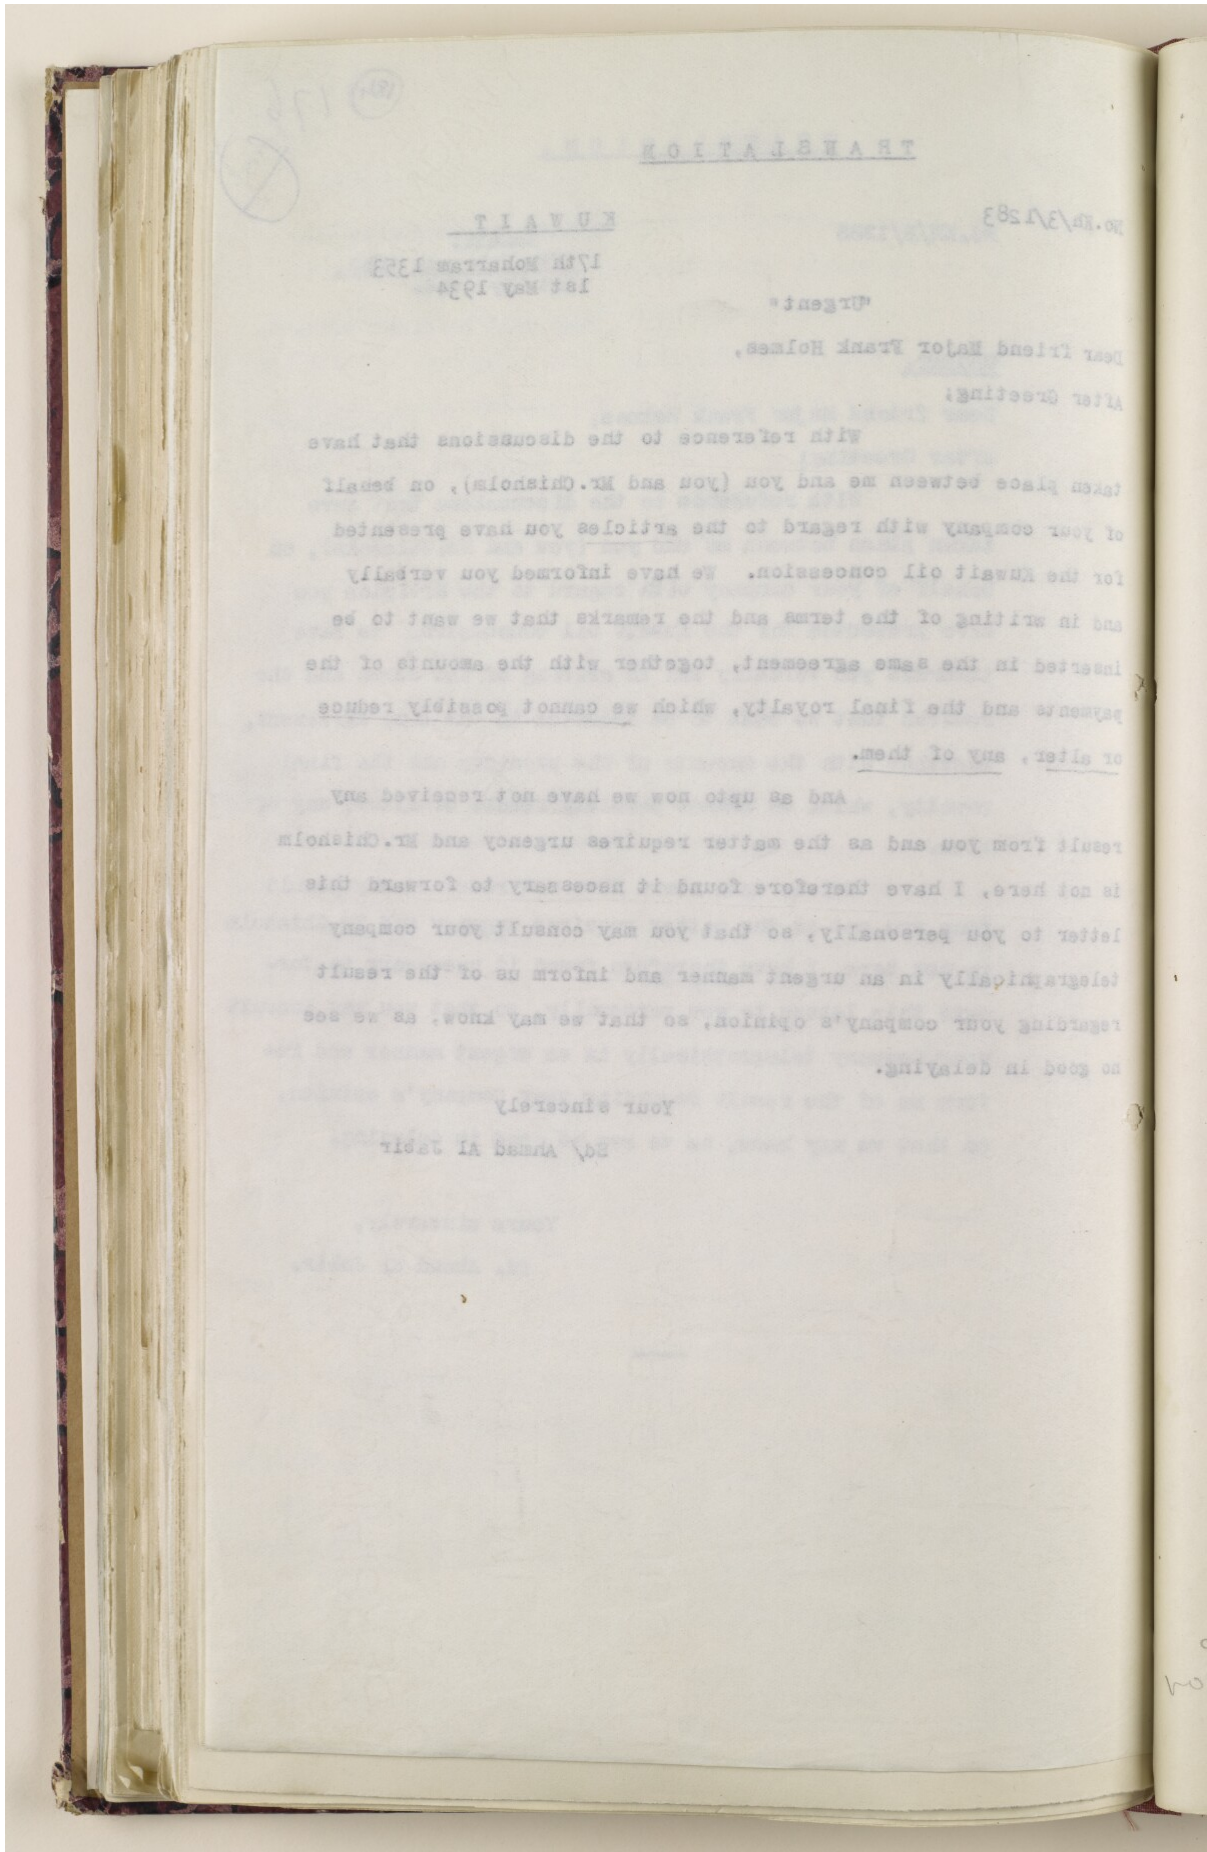 TRANSLATION
No.Kh/3/1283
KUWAIT
17th Moharram 1353
1st May 1934
"Urgent"
Dear friend Major Frank Holmes,
After Greeting;
With reference to the discussions that have
taken place between me and you (you and Mr.Chisholm), on behalf
of your company with regard to the articles you have presented
for the Kuwait oil concession. We have informed you verbally
and in writing of the terms and the remarks that we want to be
inserted in the same agreement, together with the amounts of the
payments and the final royalty, which we cannot possibly reduce
or alter, any of them.
And as upto now we have not received any
result from you and as the matter requires urgency and Mr.Chisholm
is not here, I have therefore found it necessary to forward this
letter to you personally, so that you may consult your company
telegraphically in an urgent manner and inform us of the result
regarding your company's opinion, so that we may know, as we see
no good in delaying.
Your sincerely
Sd/ Ahmad Al Jabir